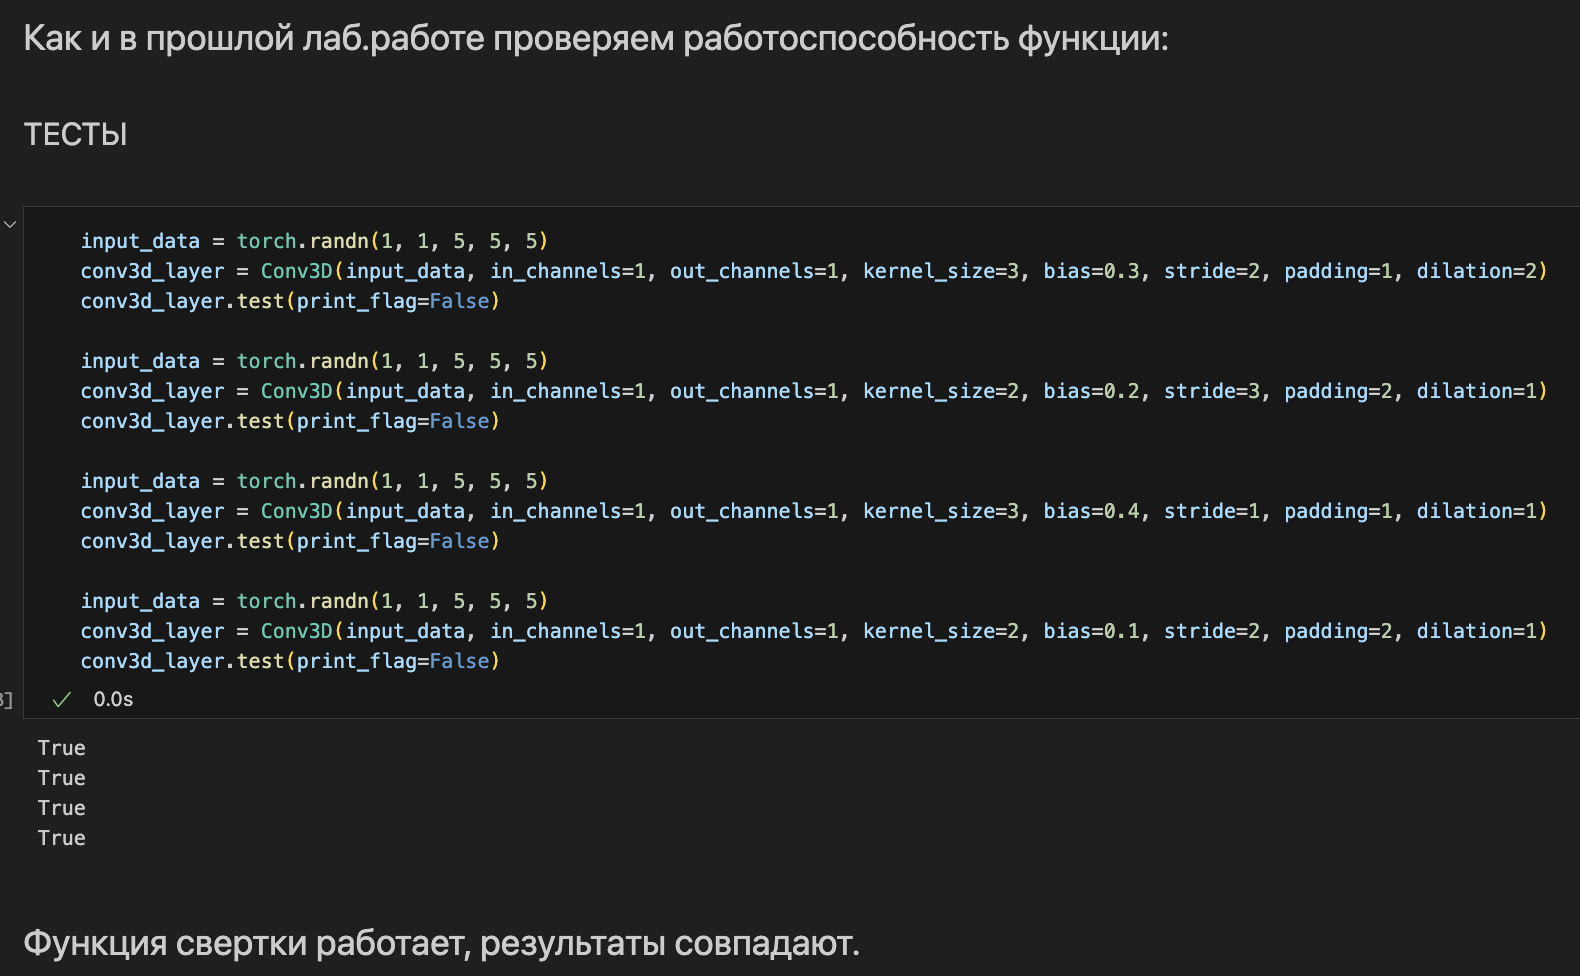 Как и в прошлой лаб.работе проверяем работоспособность функции:
ТЕСТЫ
input_data = torch.randn(1, 1, 5, 5, 5)
conv3d_layer = Conv3D(input_data, in_channels=1, out_channels=1, kernel_size=3, bias=0.3, stride=2, padding=1, dilation=2)
conv3d_layer.test(print_flag=False)
input_data = torch.randn(1, 1, 5, 5, 5)
conv3d_layer = Conv3D(input_data, in_channels=1, out_channels=1, kernel_size=2, bias=0.2, stride=3, padding=2, dilation=1)
conv3d_layer.test(print_flag=False)
input_data = torch.randn(1, 1, 5, 5, 5)
conv3d_layer = Conv3D(input_data, in_channels=1, out_channels=1, kernel_size=3, bias=0.4, stride=1, padding=1, dilation=1)
conv3d_layer.test(print_flag=False)
input_data = torch.randn(1, 1, 5, 5, 5)
conv3d_layer = Conv3D(input_data, in_channels=1, out_channels=1, kernel_size=2, bias=0.1, stride=2, padding=2, dilation=1)
conv3d_layer.test(print_flag=False)
0.0s
True
True
True
True
Функция свертки работает, результаты совпадают.